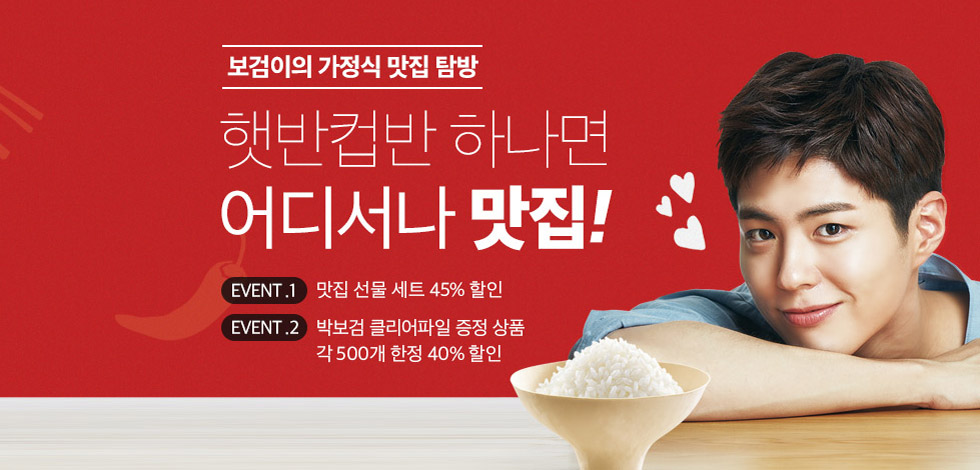 보검이의 가정식 맛집 탐방
햇반컵반 하나면
어디서나 맛집!
EVENT.1 맛집 선물 세트 45% 할인
EVENT.2 박보검 클리어파일 증정 상품
각 500개 한정 40% 할인